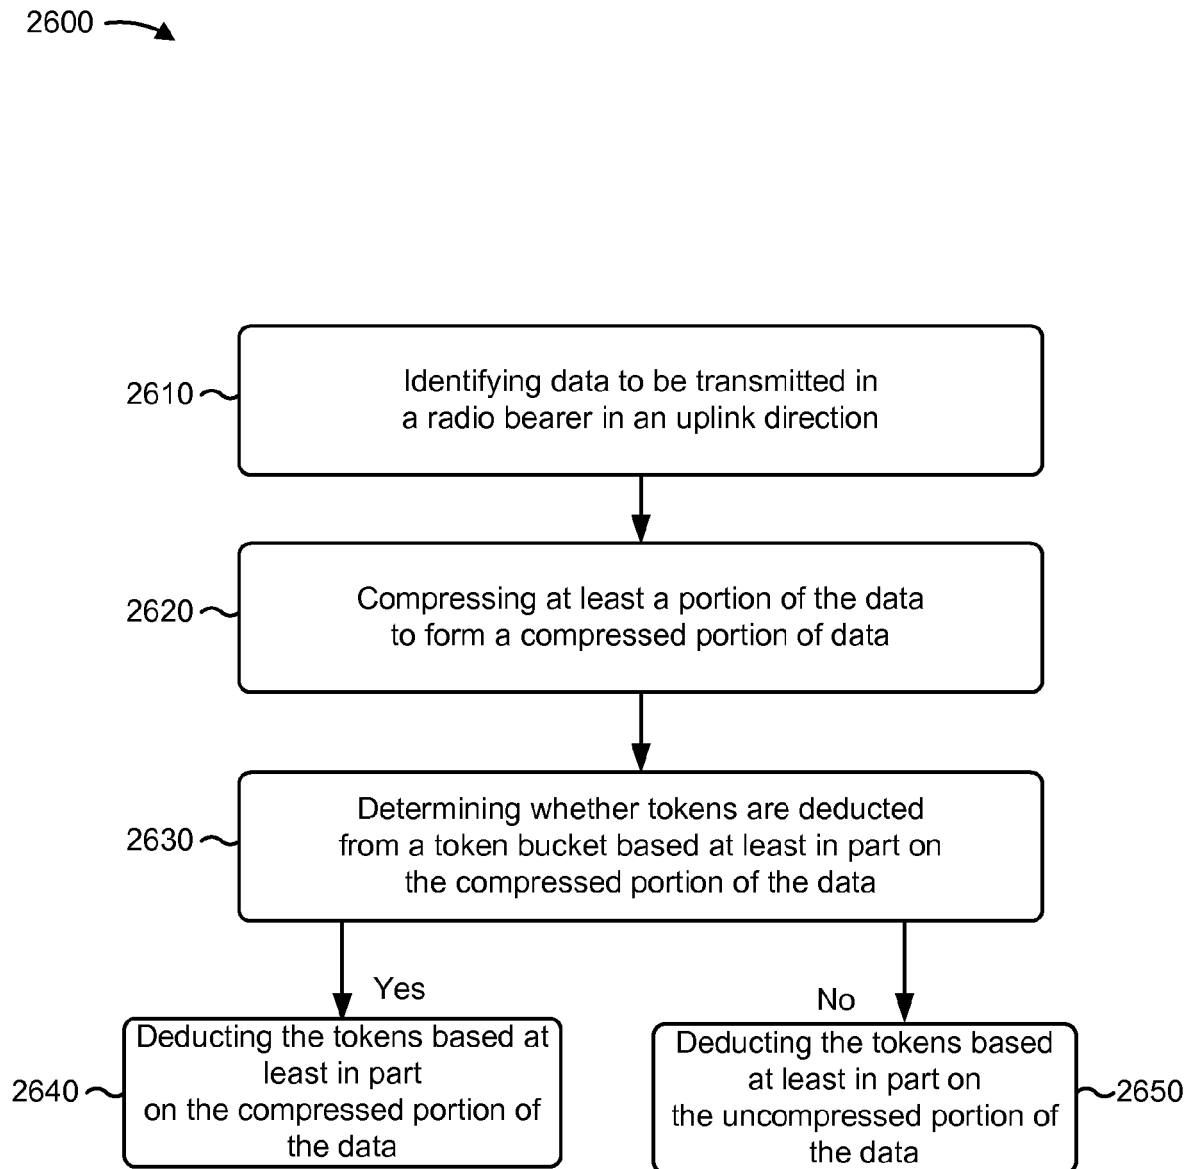 2600
2610
Identifying data to be transmitted in
a radio bearer in an uplink direction
2620
Compressing at least a portion of the data
to form a compressed portion of data
2630
Determining whether tokens are deducted
from a token bucket based at least in part on
the compressed portion of the data
Yes
No
2640
Deducting the tokens based at
least in part
on the compressed portion of
the data
Deducting the tokens based
at least in part on
the uncompressed portion of
the data
2650